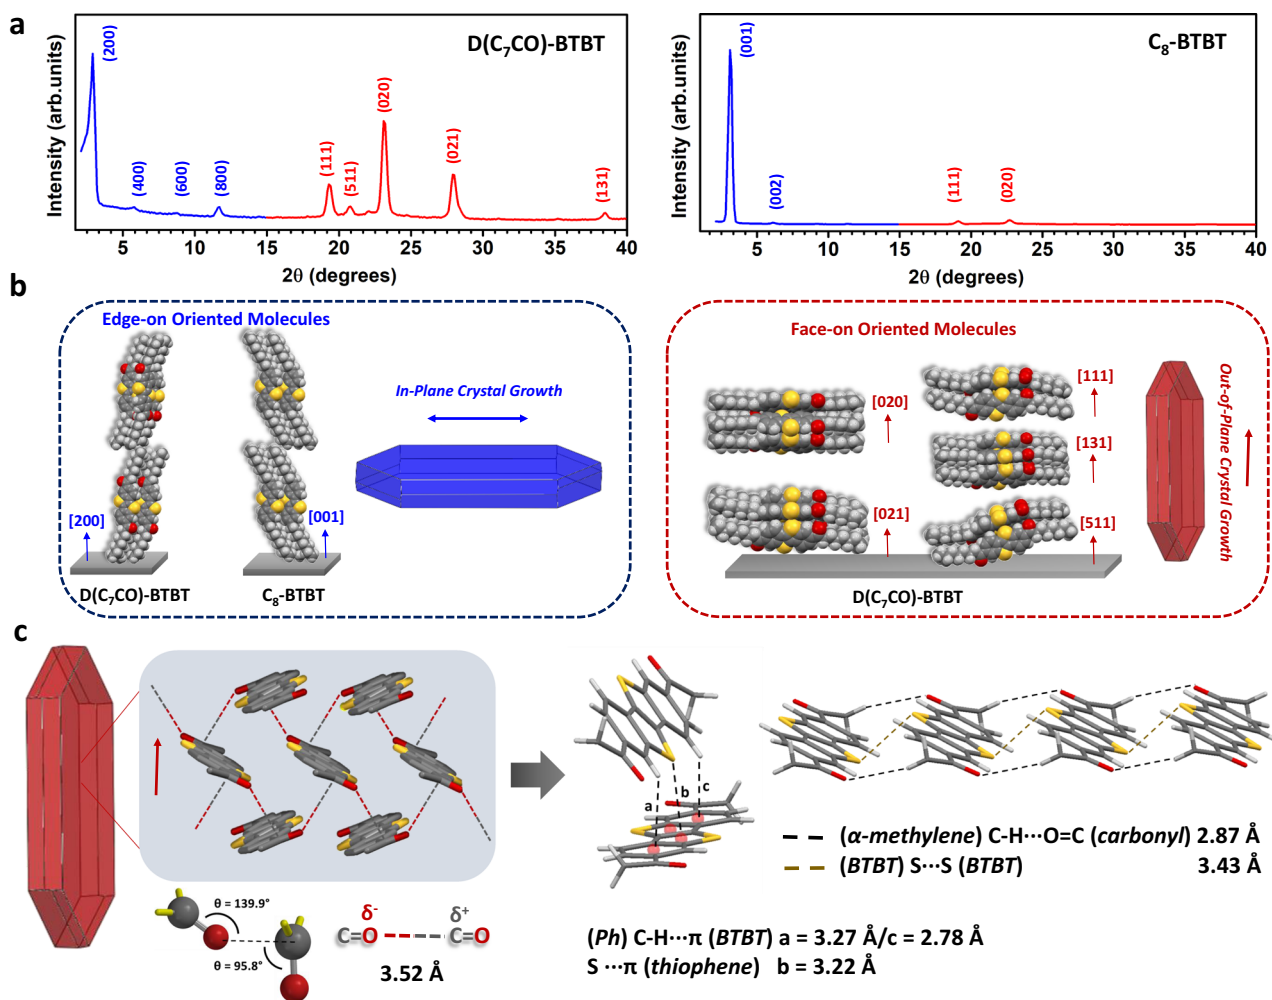 a
D(C₇CO)-BTBT
Intensity (arb.units)
(200)
(400)
(600)
(800)
(111)
(511)
(020)
(021)
(131)
5 10 15 20 25 30 35 40
2θ (degrees)
C₈-BTBT
Intensity (arb.units)
(001)
(002)
(111)
(020)
5 10 15 20 25 30 35 40
2θ (degrees)
b
Edge-on Oriented Molecules
In-Plane Crystal Growth
[200]
[001]
D(C₇CO)-BTBT
C₈-BTBT
Face-on Oriented Molecules
[020]
[111]
[131]
[021]
[511]
Out-of-Plane Crystal Growth
D(C₇CO)-BTBT
c
a
b
c
(α-methylene) C-H···O=C (carbonyl) 2.87 Å
(BTBT) S···S (BTBT) 3.43 Å
θ = 139.9°
θ = 95.8°
δ⁻ δ⁺
C=O C=O
3.52 Å
(Ph) C-H···π (BTBT) a = 3.27 Å/c = 2.78 Å
S ···π (thiophene) b = 3.22 Å